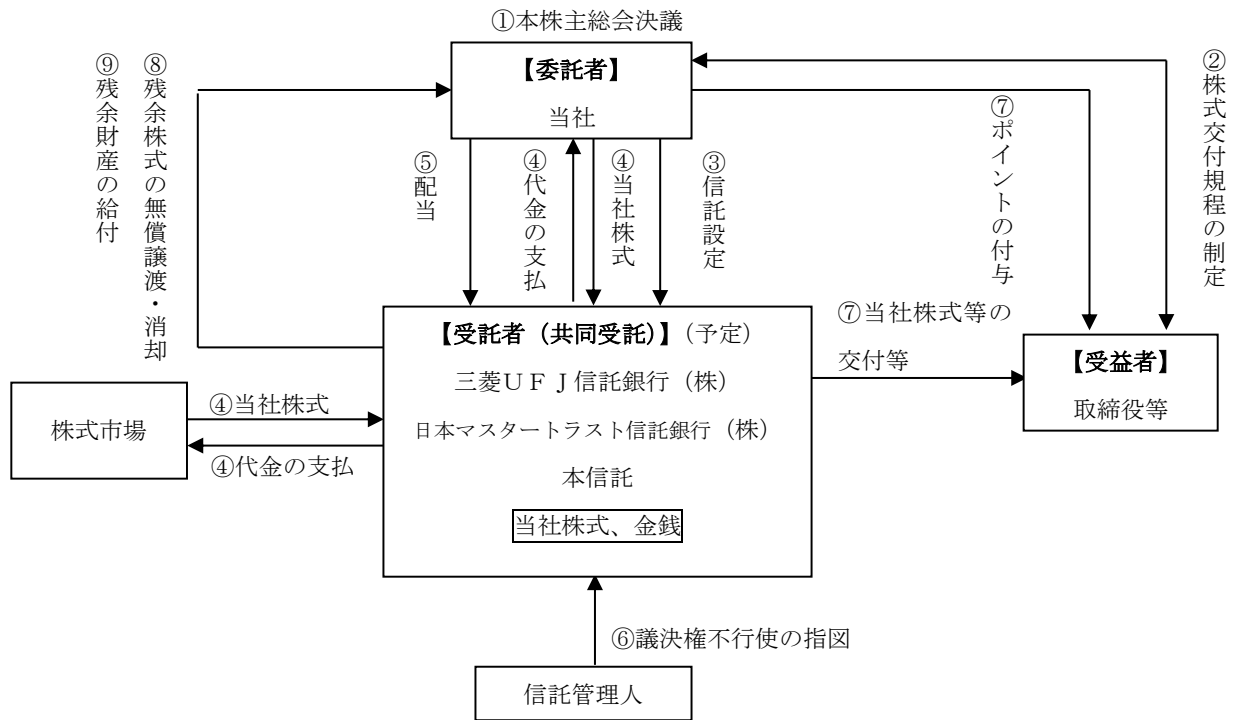 ①本株主総会決議
【委託者】
当社
⑨残余財産の給付
⑧残余株式の無償譲渡・消却
⑤配当
④代金の支払
④当社株式
③信託設定
⑦ポイントの付与
②株式交付規程の制定
【受託者（共同受託）】（予定）
三菱ＵＦＪ信託銀行（株）
日本マスタートラスト信託銀行（株）
本信託
当社株式、金銭
⑦当社株式等の
交付等
【受益者】
取締役等
株式市場
④当社株式
④代金の支払
⑥議決権不行使の指図
信託管理人